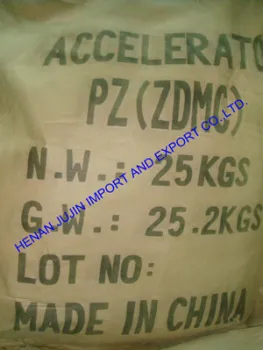 ACCELERATO
PZ(ZDMC)
N.W.: 25KGS
G.W.: 25.2KGS
LOT NO:
MADE IN CHINA
HENAN JUJIN IMPORT AND EXPORT CO.,LTD.